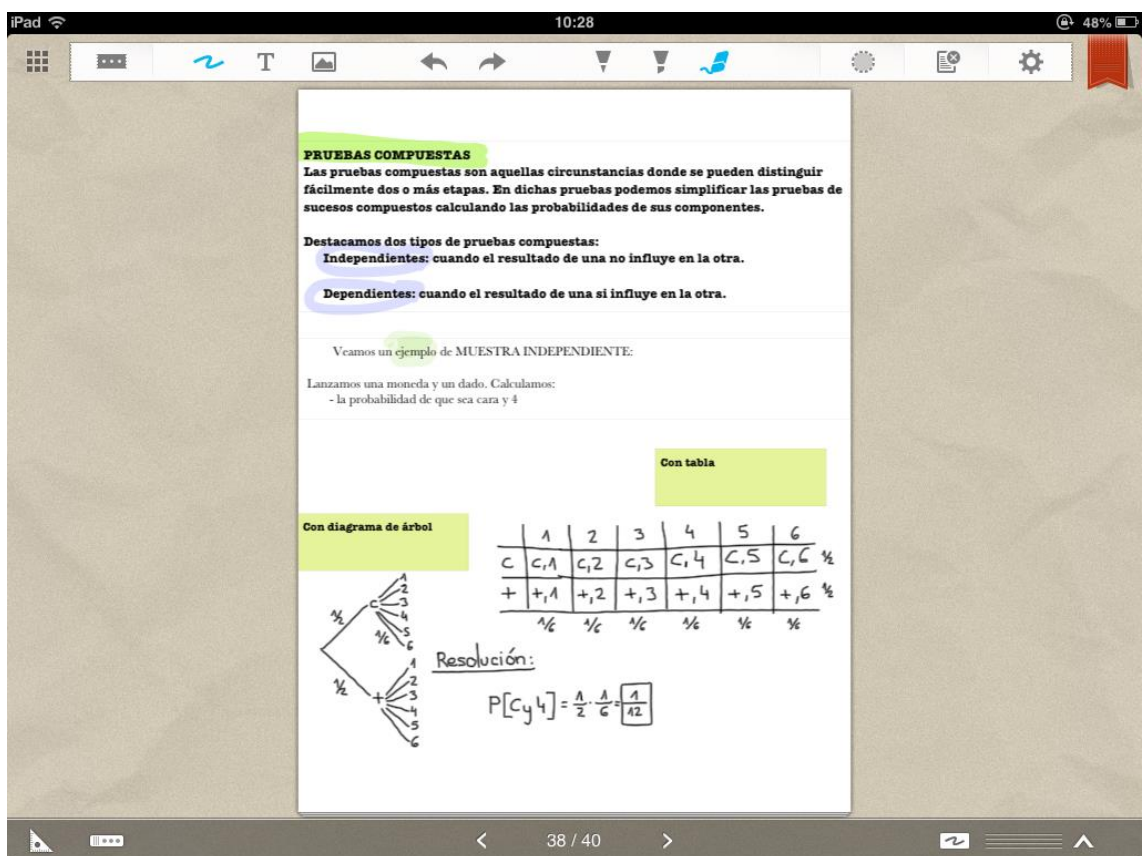 iPad 10:28 48%
T
PRUEBAS COMPUESTAS
Las pruebas compuestas son aquellas circunstancias donde se pueden distinguir
fácilmente dos o más etapas. En dichas pruebas podemos simplificar las pruebas de
sucesos compuestos calculando las probabilidades de sus componentes.
Destacamos dos tipos de pruebas compuestas:
Independientes: cuando el resultado de una no influye en la otra.
Dependientes: cuando el resultado de una si influye en la otra.
Veamos un ejemplo de MUESTRA INDEPENDIENTE:
Lanzamos una moneda y un dado. Calculamos:
- la probabilidad de que sea cara y 4
Con tabla
1 2 3 4 5 6
C C,1 C,2 C,3 C,4 C,5 C,6 1/2
+ +,1 +,2 +,3 +,4 +,5 +,6 1/2
1/6 1/6 1/6 1/6 1/6 1/6
Con diagrama de árbol
1
2
1/2 C 3
4
1/6 5
6
1
2
1/2 + 3
4
5
6
Resolución:
P[C y 4] = 1/2 · 1/6 = 1/12
38 / 40